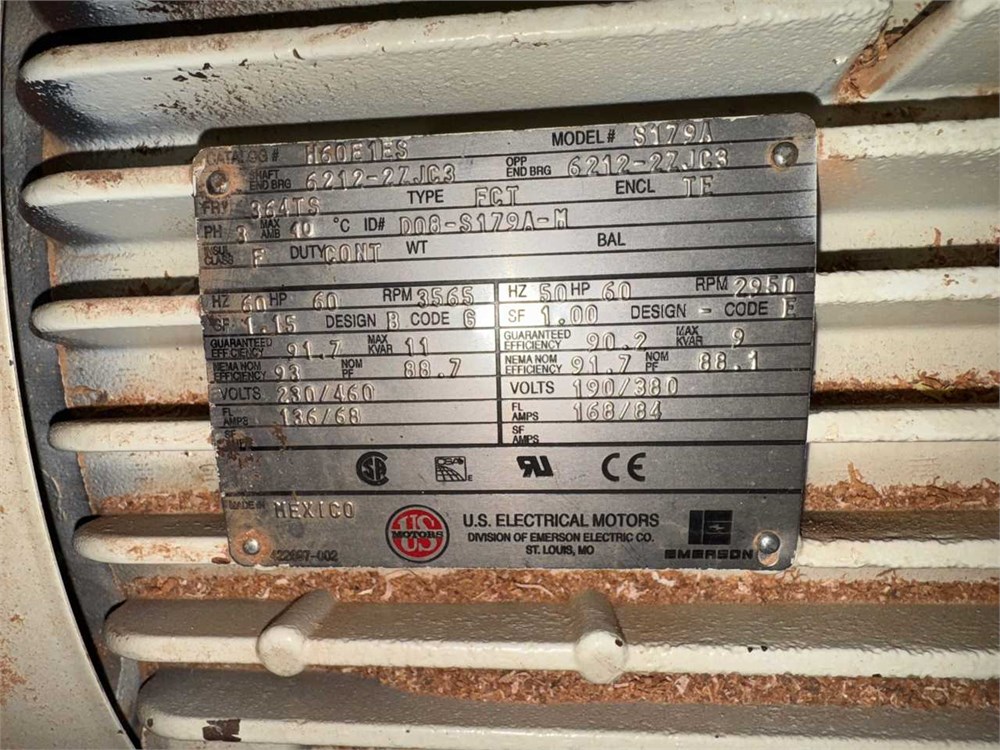 CATALOG # H60E1ES MODEL# S179A
SHAFT END BRG 6212-2ZJC3 OPP END BRG 6212-2ZJC3
FRM 364TS TYPE FCT ENCL TE
PH 3 MAX AMB 40 °C ID# D08-S179A-M
INSUL CLASS F DUTY CONT WT BAL
HZ 60 HP 60 RPM 3565 HZ 50 HP 60 RPM 2950
SF 1.15 DESIGN B CODE G SF 1.00 DESIGN - CODE E
GUARANTEED EFFICIENCY 91.7 MAX KVAR 11 GUARANTEED EFFICIENCY 90.2 MAX KVAR 9
NEMA NOM EFFICIENCY 93 NOM PF 88.7 NEMA NOM EFFICIENCY 91.7 NOM PF 88.1
VOLTS 230/460 VOLTS 190/380
FL AMPS 136/68 FL AMPS 168/84
SF AMPS SF AMPS
CE
MADE IN MEXICO
US MOTORS
U.S. ELECTRICAL MOTORS
DIVISION OF EMERSON ELECTRIC CO.
ST. LOUIS, MO
EMERSON
422697-002